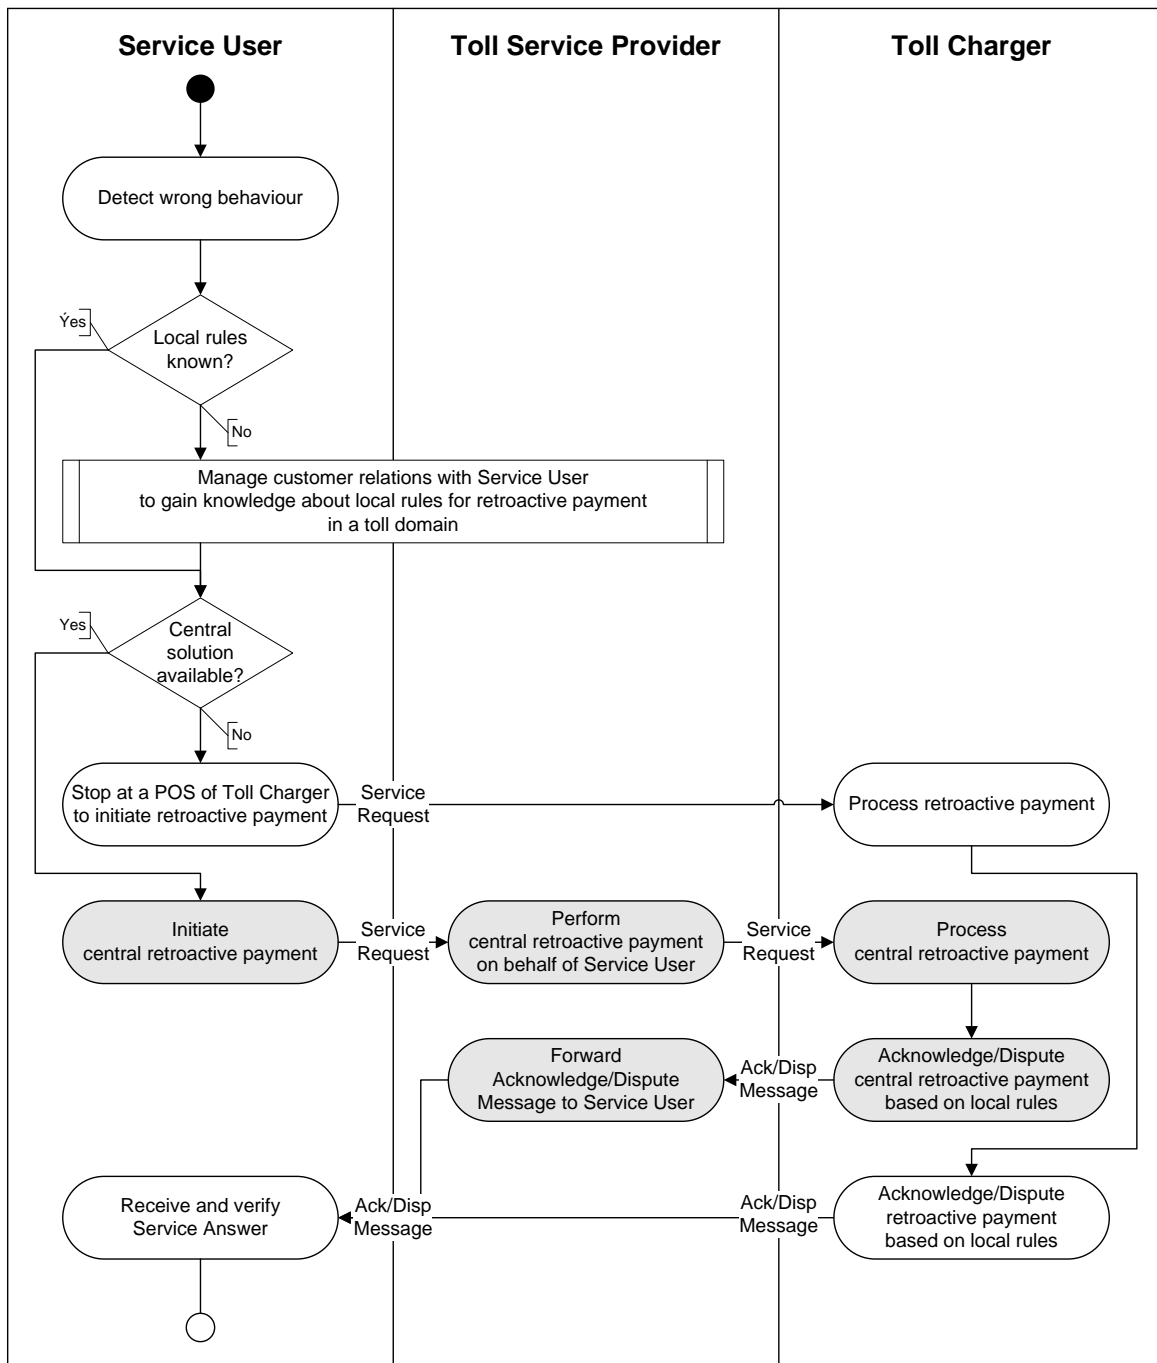 Service User
Toll Service Provider
Toll Charger
Detect wrong behaviour
Ýes
Local rules
known?
No
Manage customer relations with Service User
to gain knowledge about local rules for retroactive payment
in a toll domain
Yes
Central
solution
available?
No
Stop at a POS of Toll Charger
to initiate retroactive payment
Service
Request
Process retroactive payment
Initiate
central retroactive payment
Service
Request
Perform
central retroactive payment
on behalf of Service User
Service
Request
Process
central retroactive payment
Forward
Acknowledge/Dispute
Message to Service User
Ack/Disp
Message
Acknowledge/Dispute
central retroactive payment
based on local rules
Receive and verify
Service Answer
Ack/Disp
Message
Ack/Disp
Message
Acknowledge/Dispute
retroactive payment
based on local rules